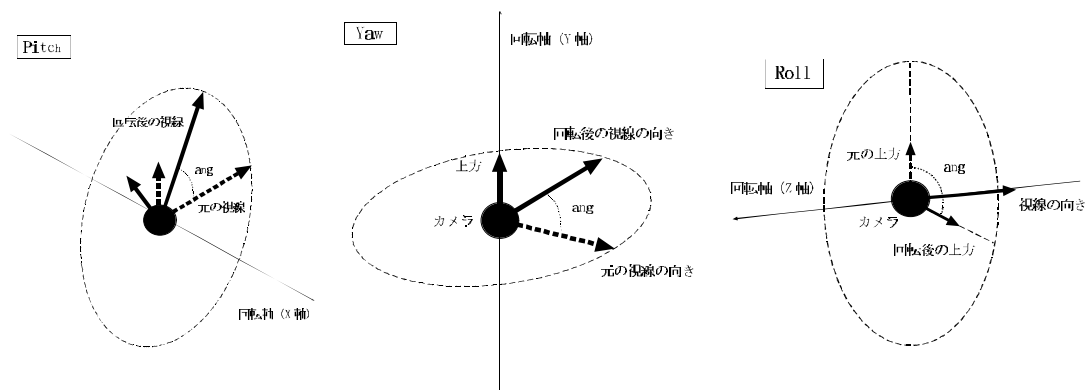 Pitch
回転後の視線
ang
元の視線
回転軸（X軸）
Yaw
回転軸（Y軸）
回転後の視線の向き
上方
ang
カメラ
元の視線の向き
Roll
元の上方
ang
回転軸（Z軸）
カメラ
視線の向き
回転後の上方